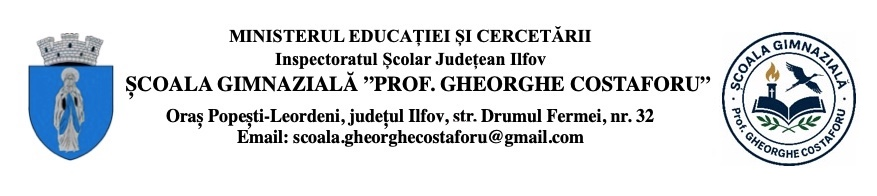 MINISTERUL EDUCAȚIEI ȘI CERCETĂRII
Inspectoratul Școlar Județean Ilfov
ȘCOALA GIMNAZIALĂ ”PROF. GHEORGHE COSTAFORU”
Oraș Popești-Leordeni, județul Ilfov, str. Drumul Fermei, nr. 32
Email: scoala.gheorghecostaforu@gmail.com
ȘCOALA GIMNAZIALĂ
Prof. GHEORGHE COSTAFORU